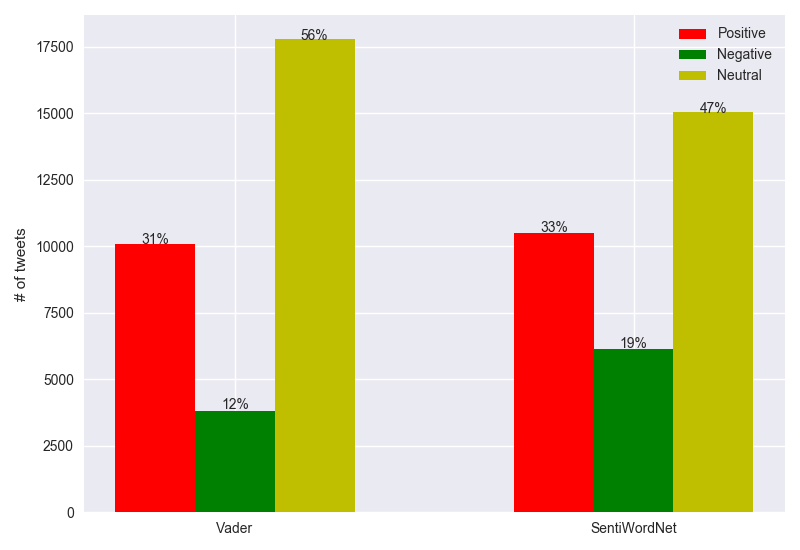 17500
15000
12500
10000
7500
5000
2500
0
# of tweets
56%
31%
12%
47%
33%
19%
Positive
Negative
Neutral
Vader
SentiWordNet